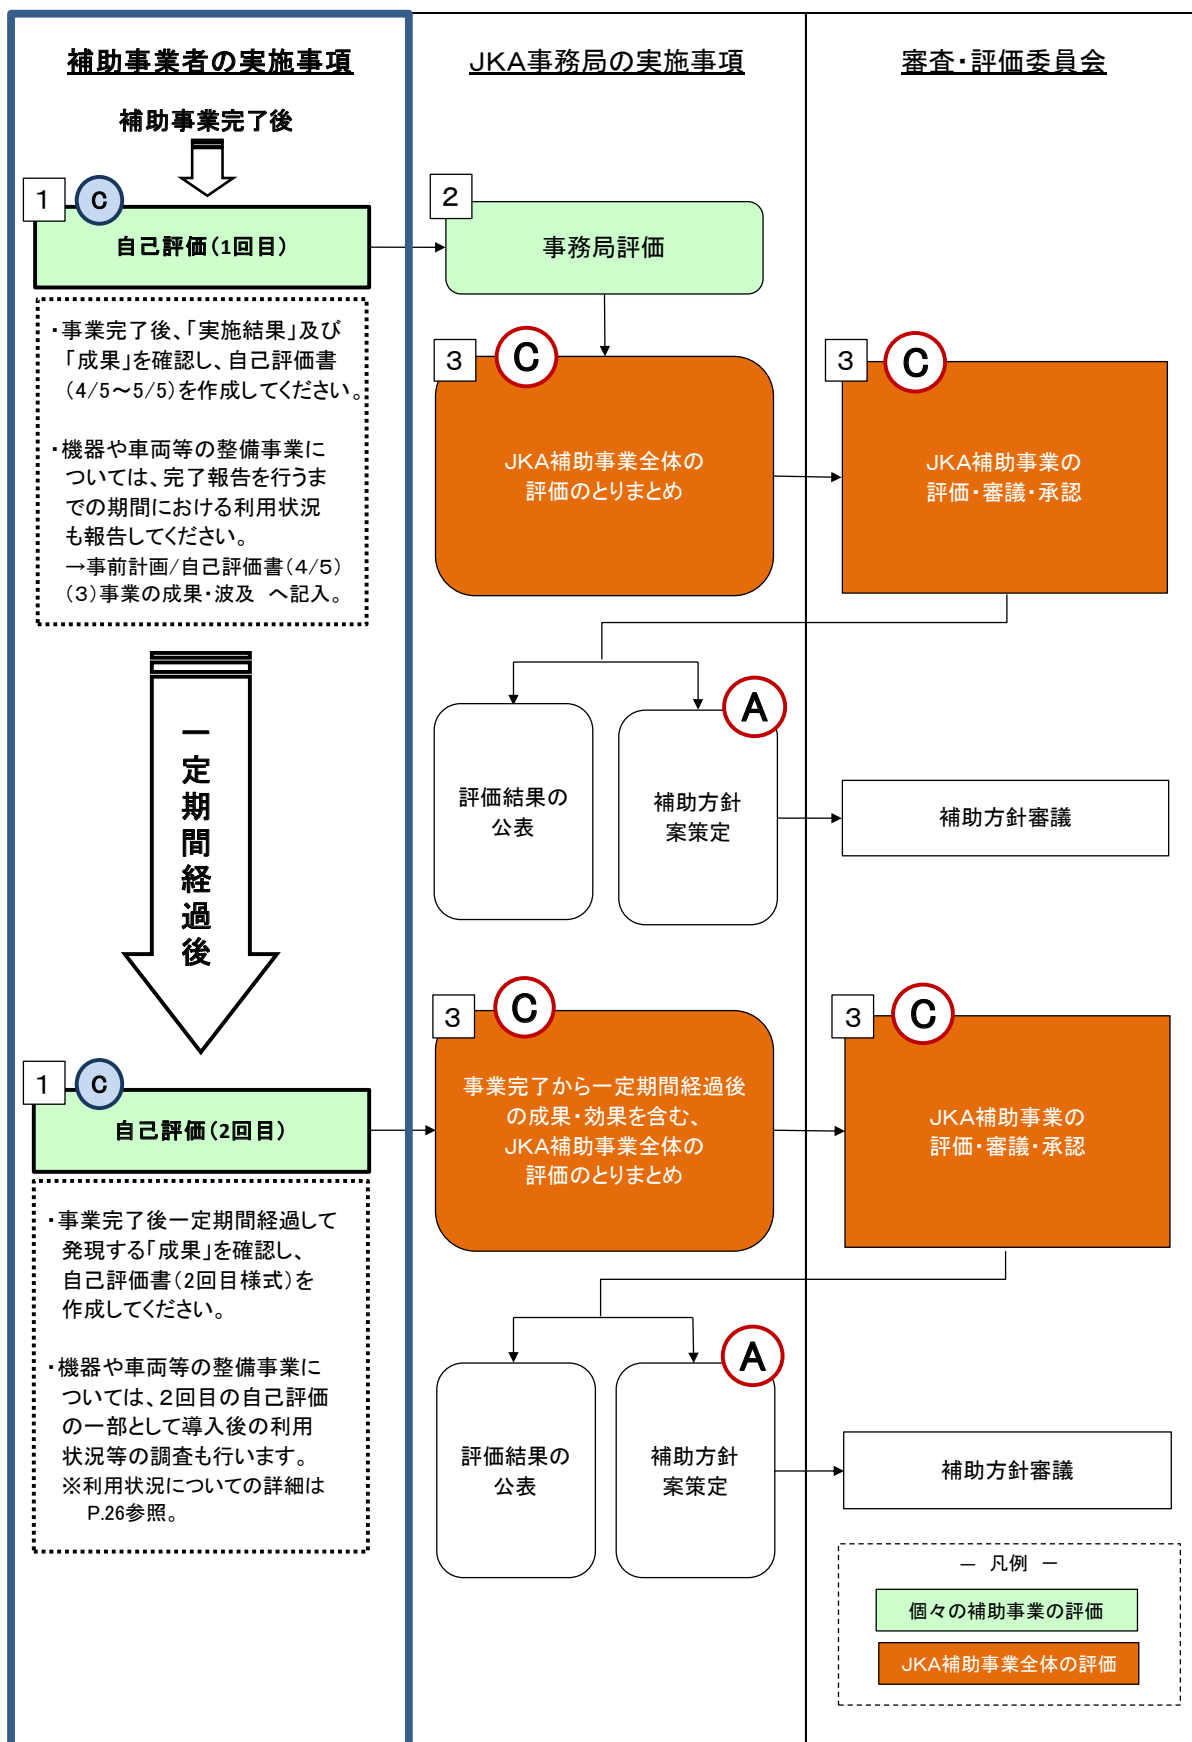 補助事業者の実施事項
JKA事務局の実施事項
審査・評価委員会
補助事業完了後
1
C
自己評価(1回目)
2
事務局評価
・事業完了後、「実施結果」及び
「成果」を確認し、自己評価書
(4/5～5/5)を作成してください。
・機器や車両等の整備事業に
ついては、完了報告を行うま
での期間における利用状況
も報告してください。
→事前計画/自己評価書(4/5)
(3)事業の成果・波及 へ記入。
3
C
JKA補助事業全体の
評価のとりまとめ
3
C
JKA補助事業の
評価・審議・承認
一定期間経過後
評価結果の
公表
A
補助方針
案策定
補助方針審議
1
C
自己評価(2回目)
3
C
事業完了から一定期間経過後
の成果・効果を含む、
JKA補助事業全体の
評価のとりまとめ
3
C
JKA補助事業の
評価・審議・承認
・事業完了後一定期間経過して
発現する「成果」を確認し、
自己評価書(2回目様式)を
作成してください。
・機器や車両等の整備事業に
ついては、2回目の自己評価
の一部として導入後の利用
状況等の調査も行います。
※利用状況についての詳細は
P.26参照。
評価結果の
公表
A
補助方針
案策定
補助方針審議
― 凡例 ―
個々の補助事業の評価
JKA補助事業全体の評価